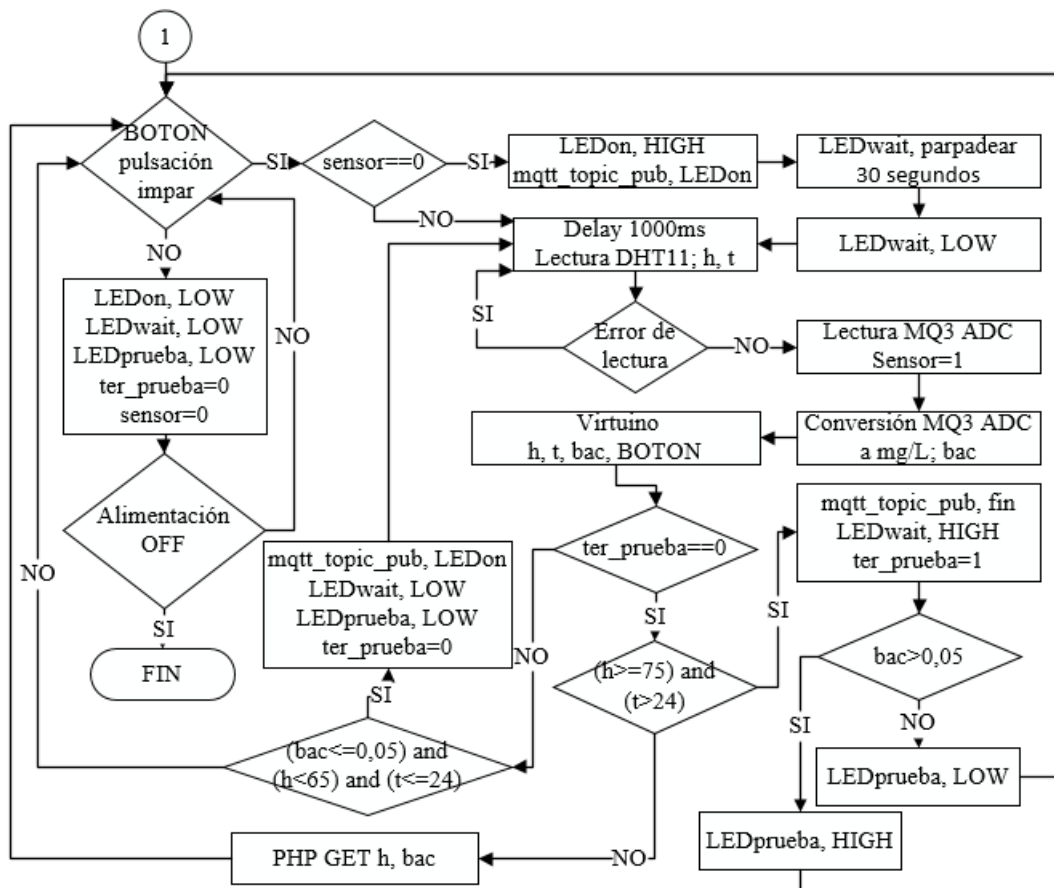 1
BOTON
pulsación
impar
SI
sensor==0
SI
LEDon, HIGH
mqtt_topic_pub, LEDon
LEDwait, parpadear
30 segundos
NO
NO
Delay 1000ms
Lectura DHT11; h, t
LEDwait, LOW
LEDon, LOW
LEDwait, LOW
LEDprueba, LOW
ter_prueba=0
sensor=0
NO
SI
Error de
lectura
NO
Lectura MQ3 ADC
Sensor=1
Virtuino
h, t, bac, BOTON
Conversión MQ3 ADC
a mg/L; bac
Alimentación
OFF
NO
mqtt_topic_pub, LEDon
LEDwait, LOW
LEDprueba, LOW
ter_prueba=0
ter_prueba==0
mqtt_topic_pub, fin
LEDwait, HIGH
ter_prueba=1
SI
SI
SI
NO
FIN
SI
(h>=75) and
(t>24)
bac>0,05
SI
NO
(bac<=0,05) and
(h<65) and (t<=24)
LEDprueba, LOW
PHP GET h, bac
NO
LEDprueba, HIGH